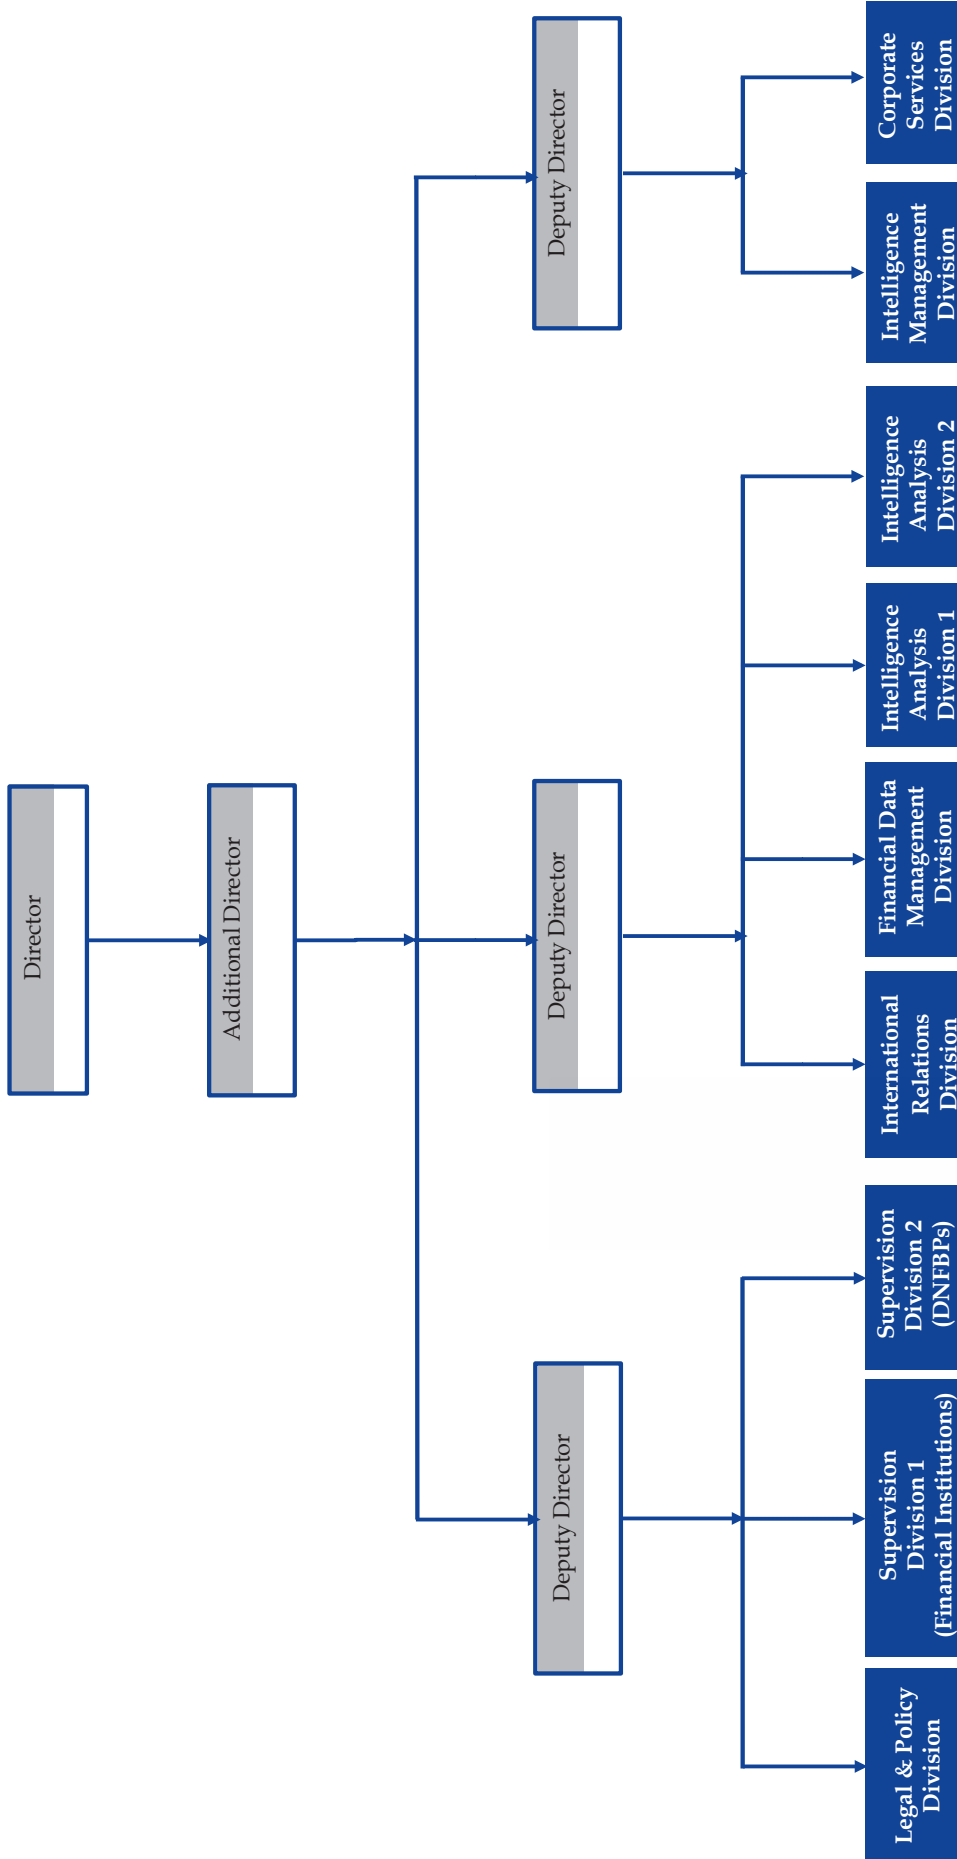 Director
Additional Director
Deputy Director
Deputy Director
Deputy Director
Legal & Policy
Division
Supervision
Division 1
(Financial Institutions)
Supervision
Division 2
(DNFBPs)
International
Relations
Division
Financial Data
Management
Division
Intelligence
Analysis
Division 1
Intelligence
Analysis
Division 2
Intelligence
Management
Division
Corporate
Services
Division